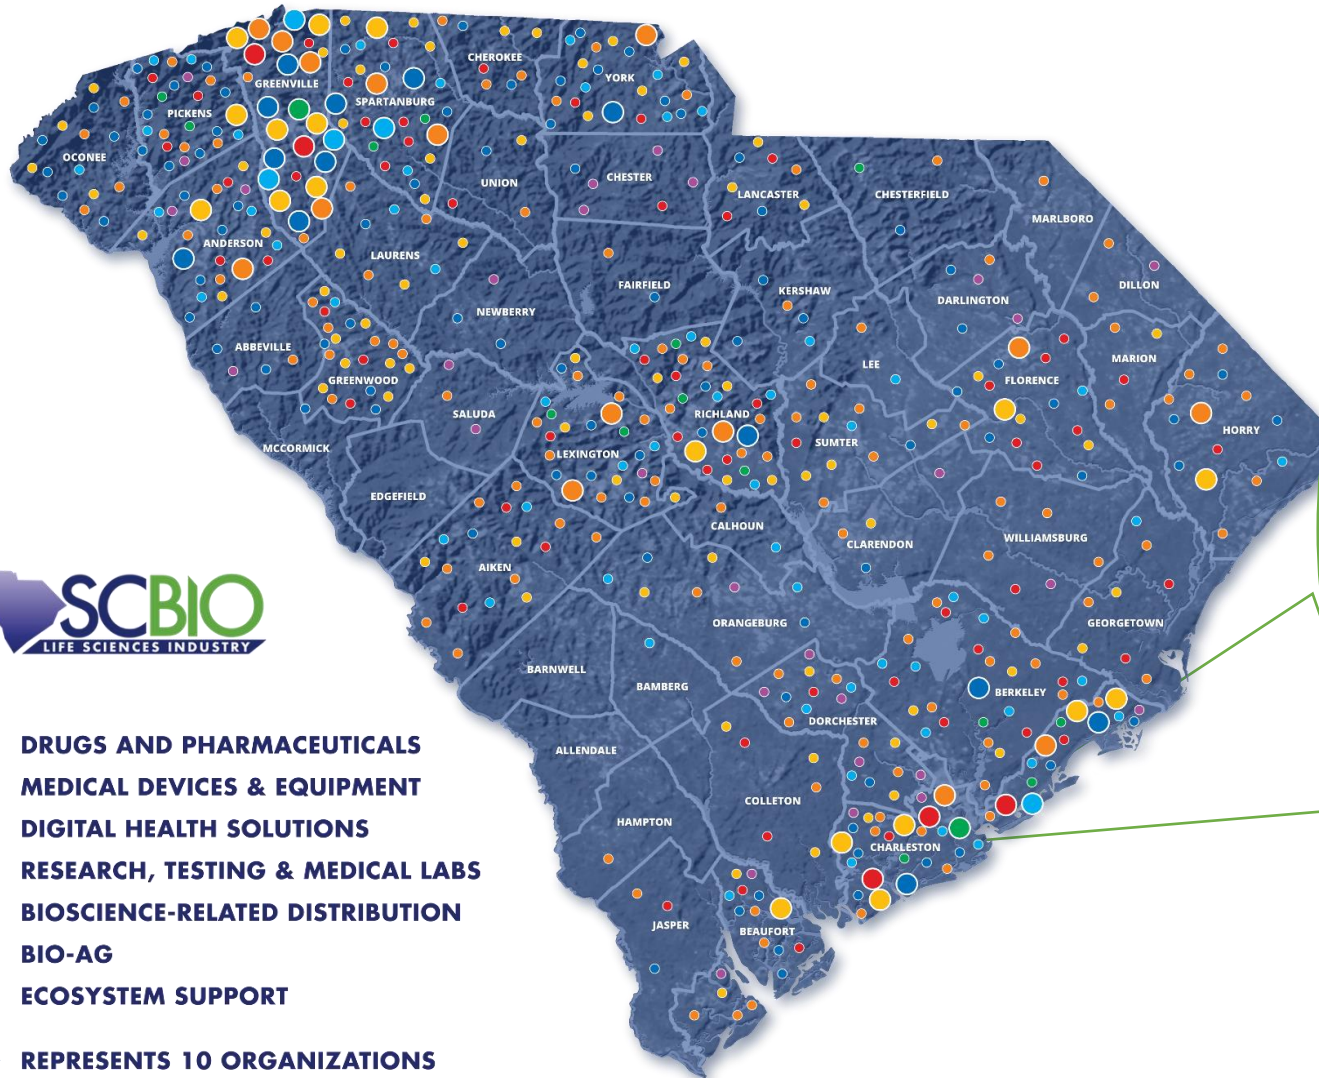 CHEROKEE
YORK
GREENVILLE
SPARTANBURG
PICKENS
OCONEE
UNION
CHESTER
LANCASTER
CHESTERFIELD
MARLBORO
ANDERSON
LAURENS
FAIRFIELD
KERSHAW
DARLINGTON
DILLON
NEWBERRY
ABBEVILLE
GREENWOOD
LEE
FLORENCE
MARION
SALUDA
RICHLAND
HORRY
MCCORMICK
LEXINGTON
SUMTER
EDGEFIELD
CALHOUN
CLARENDON
WILLIAMSBURG
AIKEN
ORANGEBURG
GEORGETOWN
BARNWELL
BAMBERG
BERKELEY
DORCHESTER
ALLENDALE
COLLETON
HAMPTON
CHARLESTON
JASPER
BEAUFORT
SCBIO
LIFE SCIENCES INDUSTRY
DRUGS AND PHARMACEUTICALS
MEDICAL DEVICES & EQUIPMENT
DIGITAL HEALTH SOLUTIONS
RESEARCH, TESTING & MEDICAL LABS
BIOSCIENCE-RELATED DISTRIBUTION
BIO-AG
ECOSYSTEM SUPPORT
REPRESENTS 10 ORGANIZATIONS